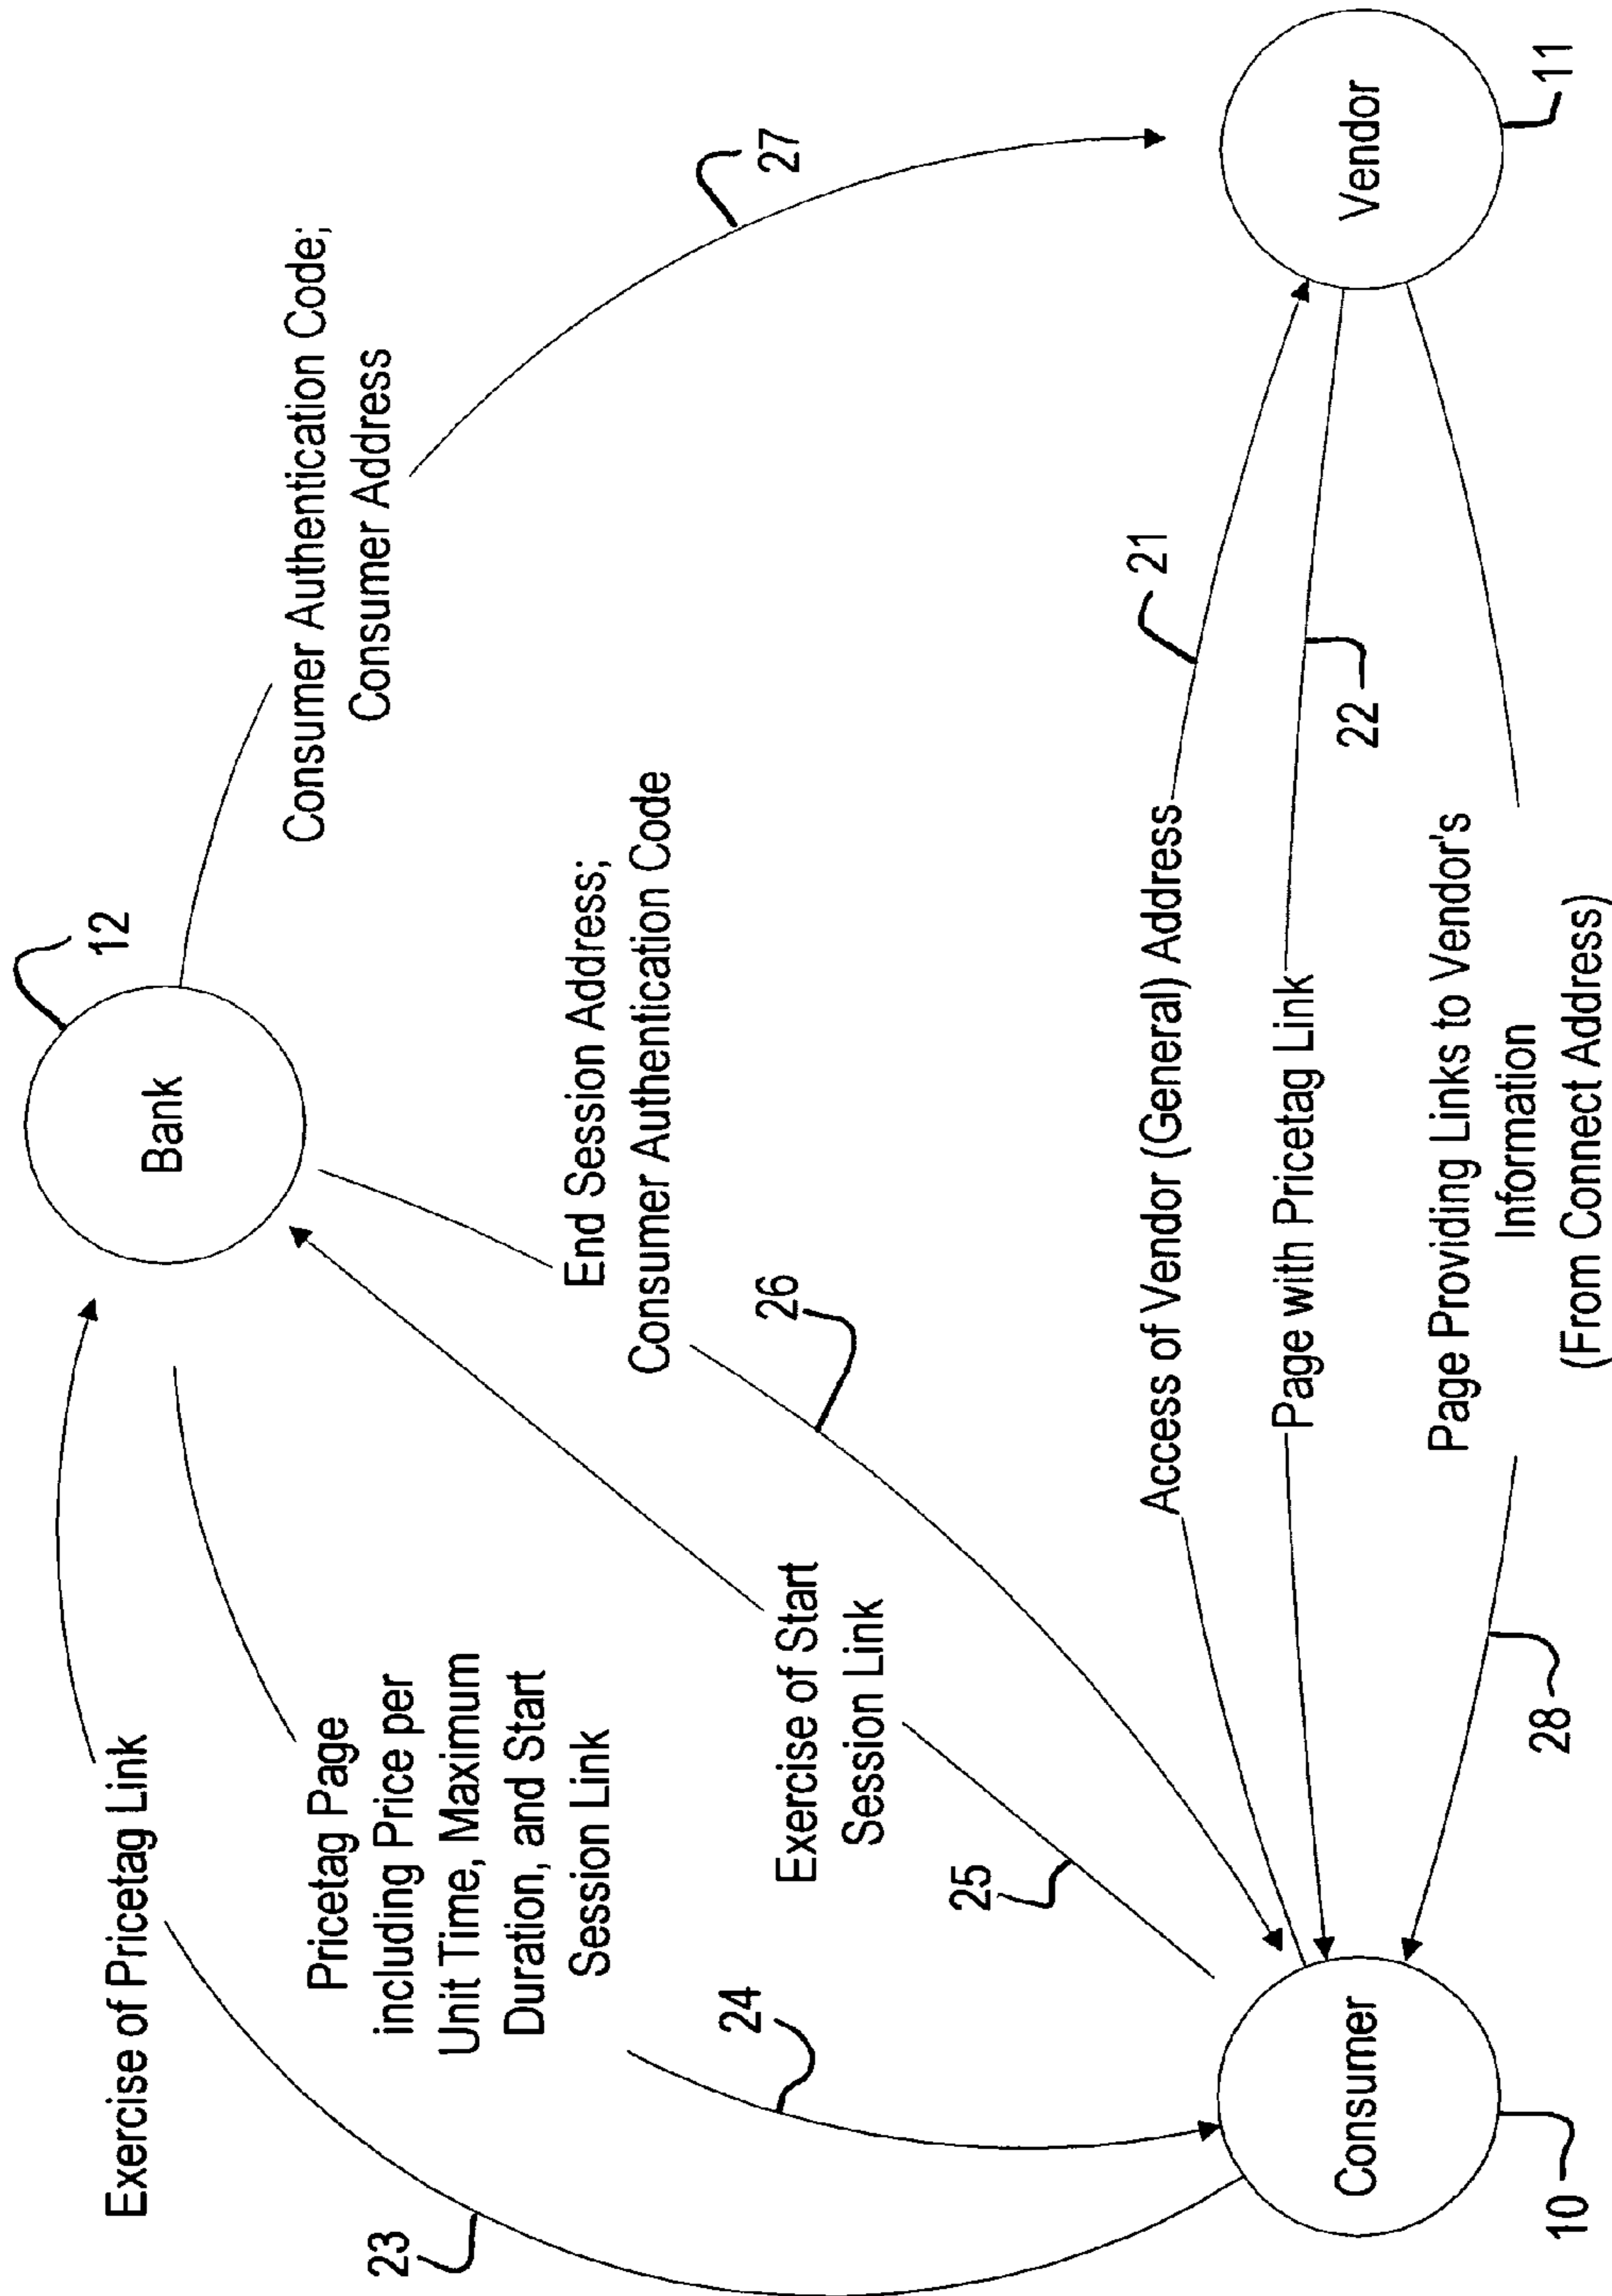 12
Bank
Exercise of Pricetag Link
Pricetag Page
including Price per
Unit Time, Maximum
Duration, and Start
Session Link
23
24
Exercise of Start
Session Link
25
End Session Address;
Consumer Authentication Code
26
Consumer Authentication Code;
Consumer Address
27
Access of Vendor (General) Address
21
Page with Pricetag Link
22
Page Providing Links to Vendor's
Information
(From Connect Address)
28
Consumer
10
Vendor
11